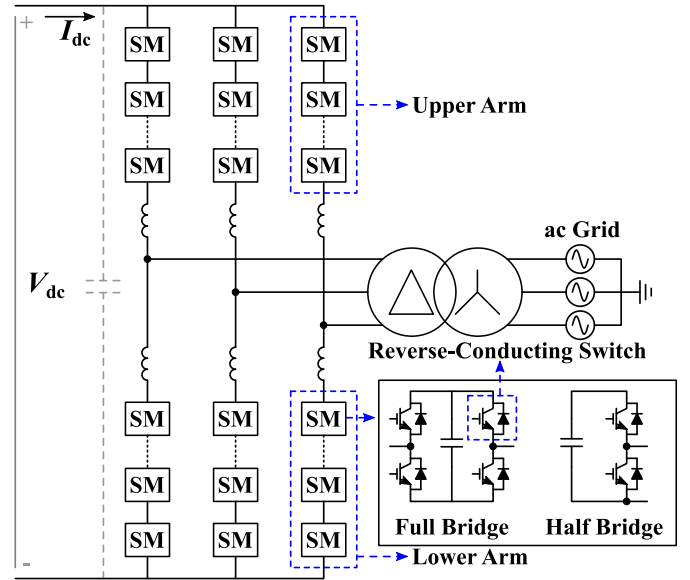 +
Idc
SM SM SM
SM SM SM
Upper Arm
SM SM SM
ac Grid
Vdc
Reverse-Conducting Switch
SM SM SM
SM SM SM
Full Bridge Half Bridge
SM SM SM
Lower Arm
-